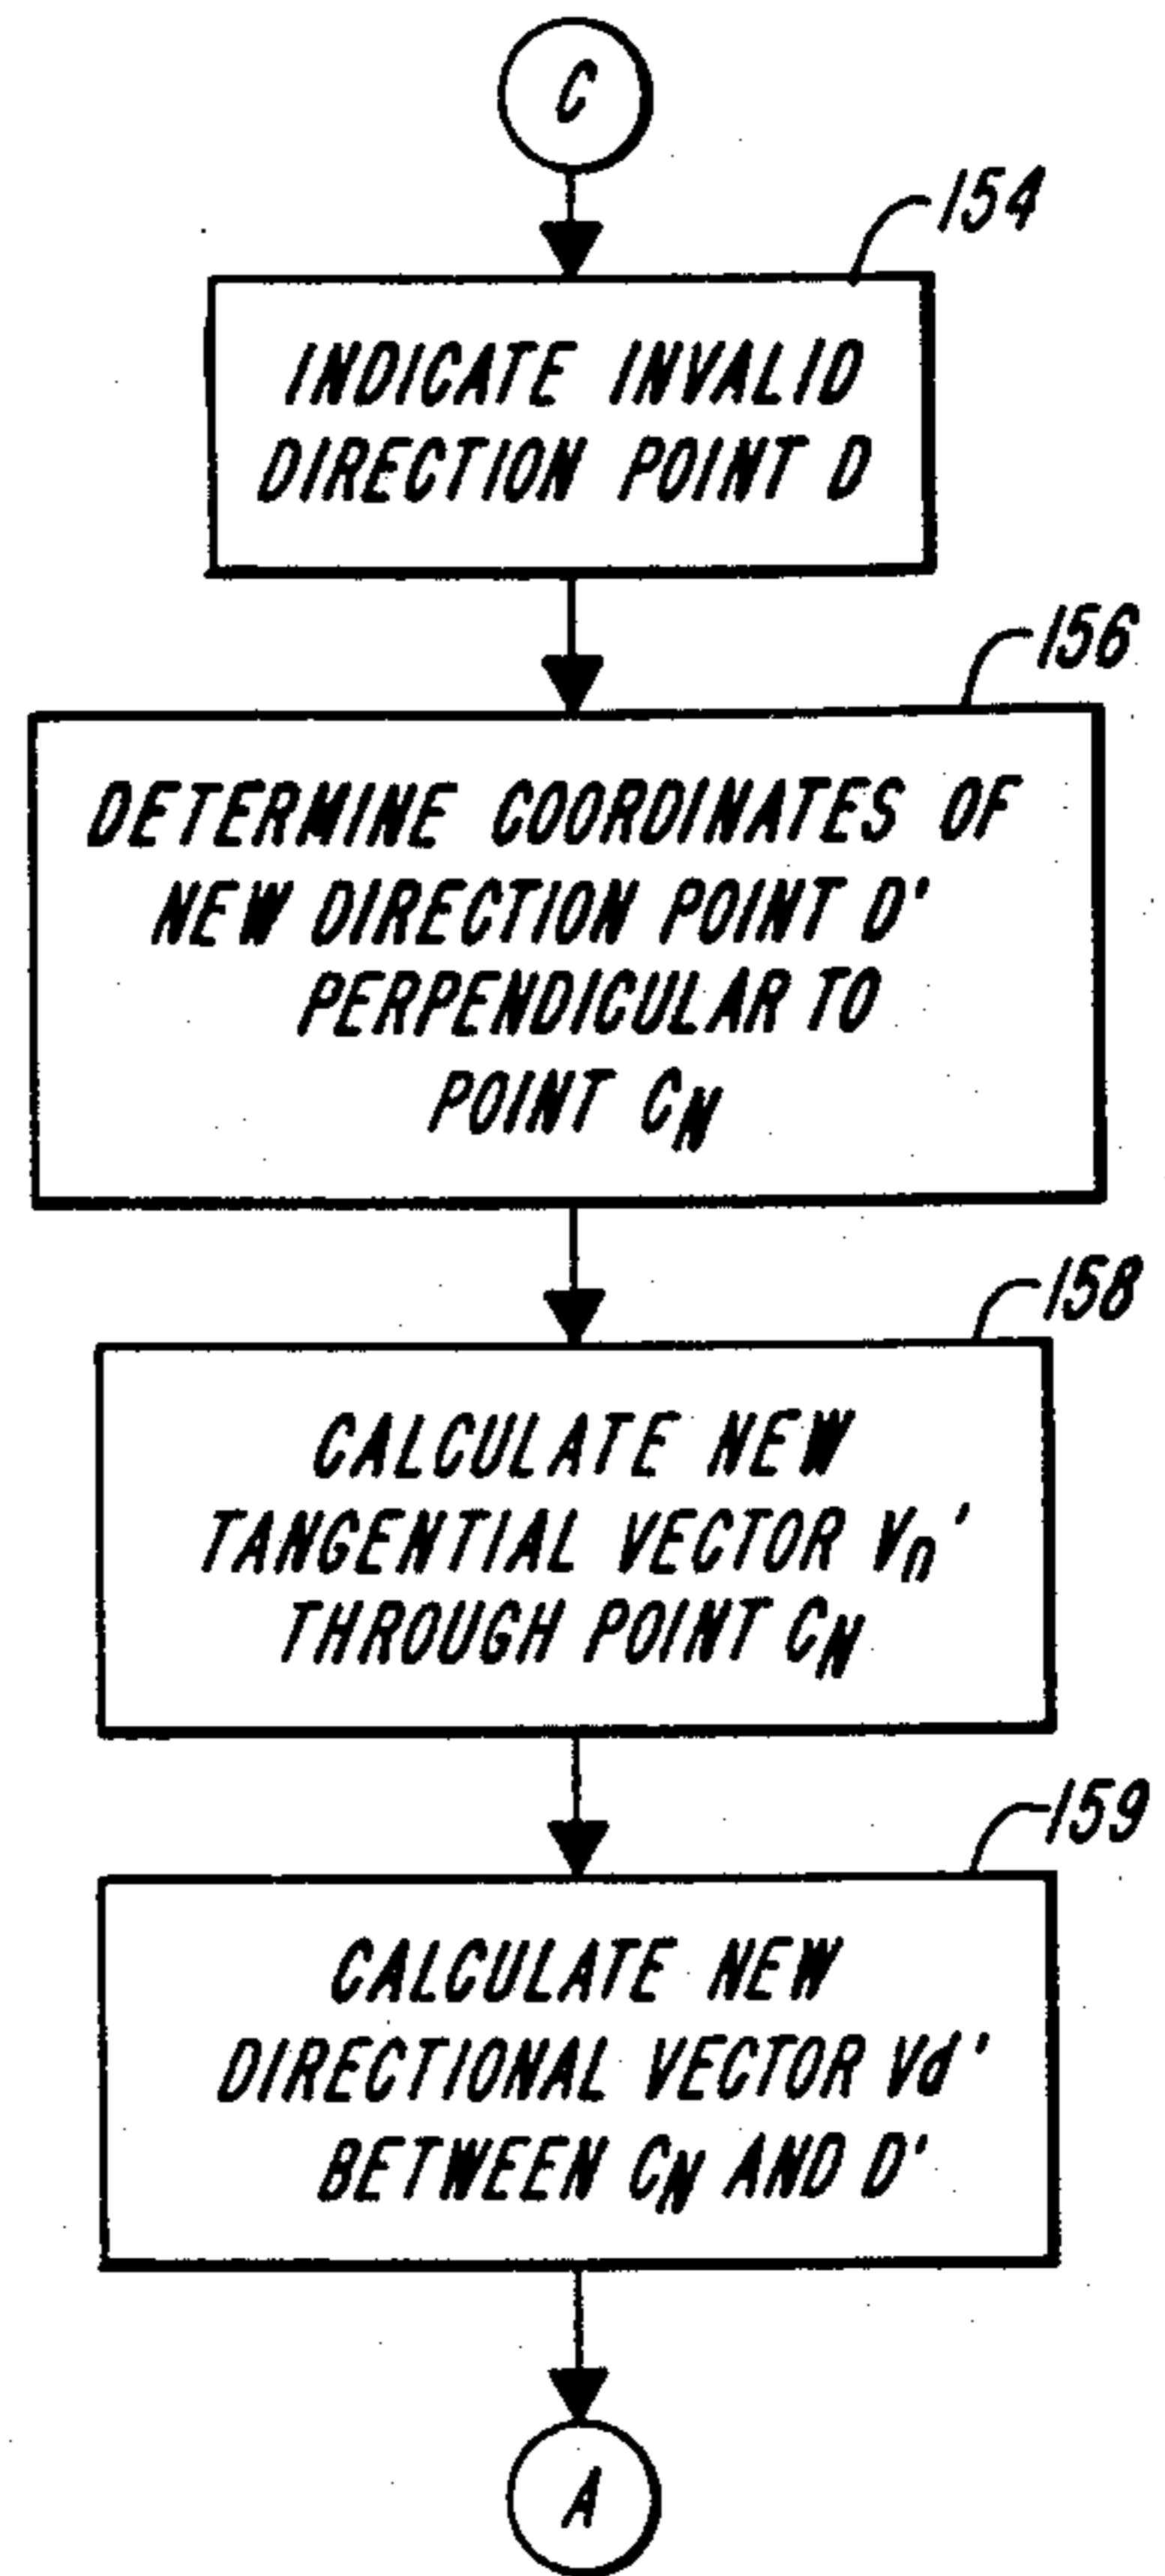 C
154
INDICATE INVALID
DIRECTION POINT D
156
DETERMINE COORDINATES OF
NEW DIRECTION POINT D'
PERPENDICULAR TO
POINT CN
158
CALCULATE NEW
TANGENTIAL VECTOR Vn'
THROUGH POINT CN
159
CALCULATE NEW
DIRECTIONAL VECTOR Vd'
BETWEEN CN AND D'
A